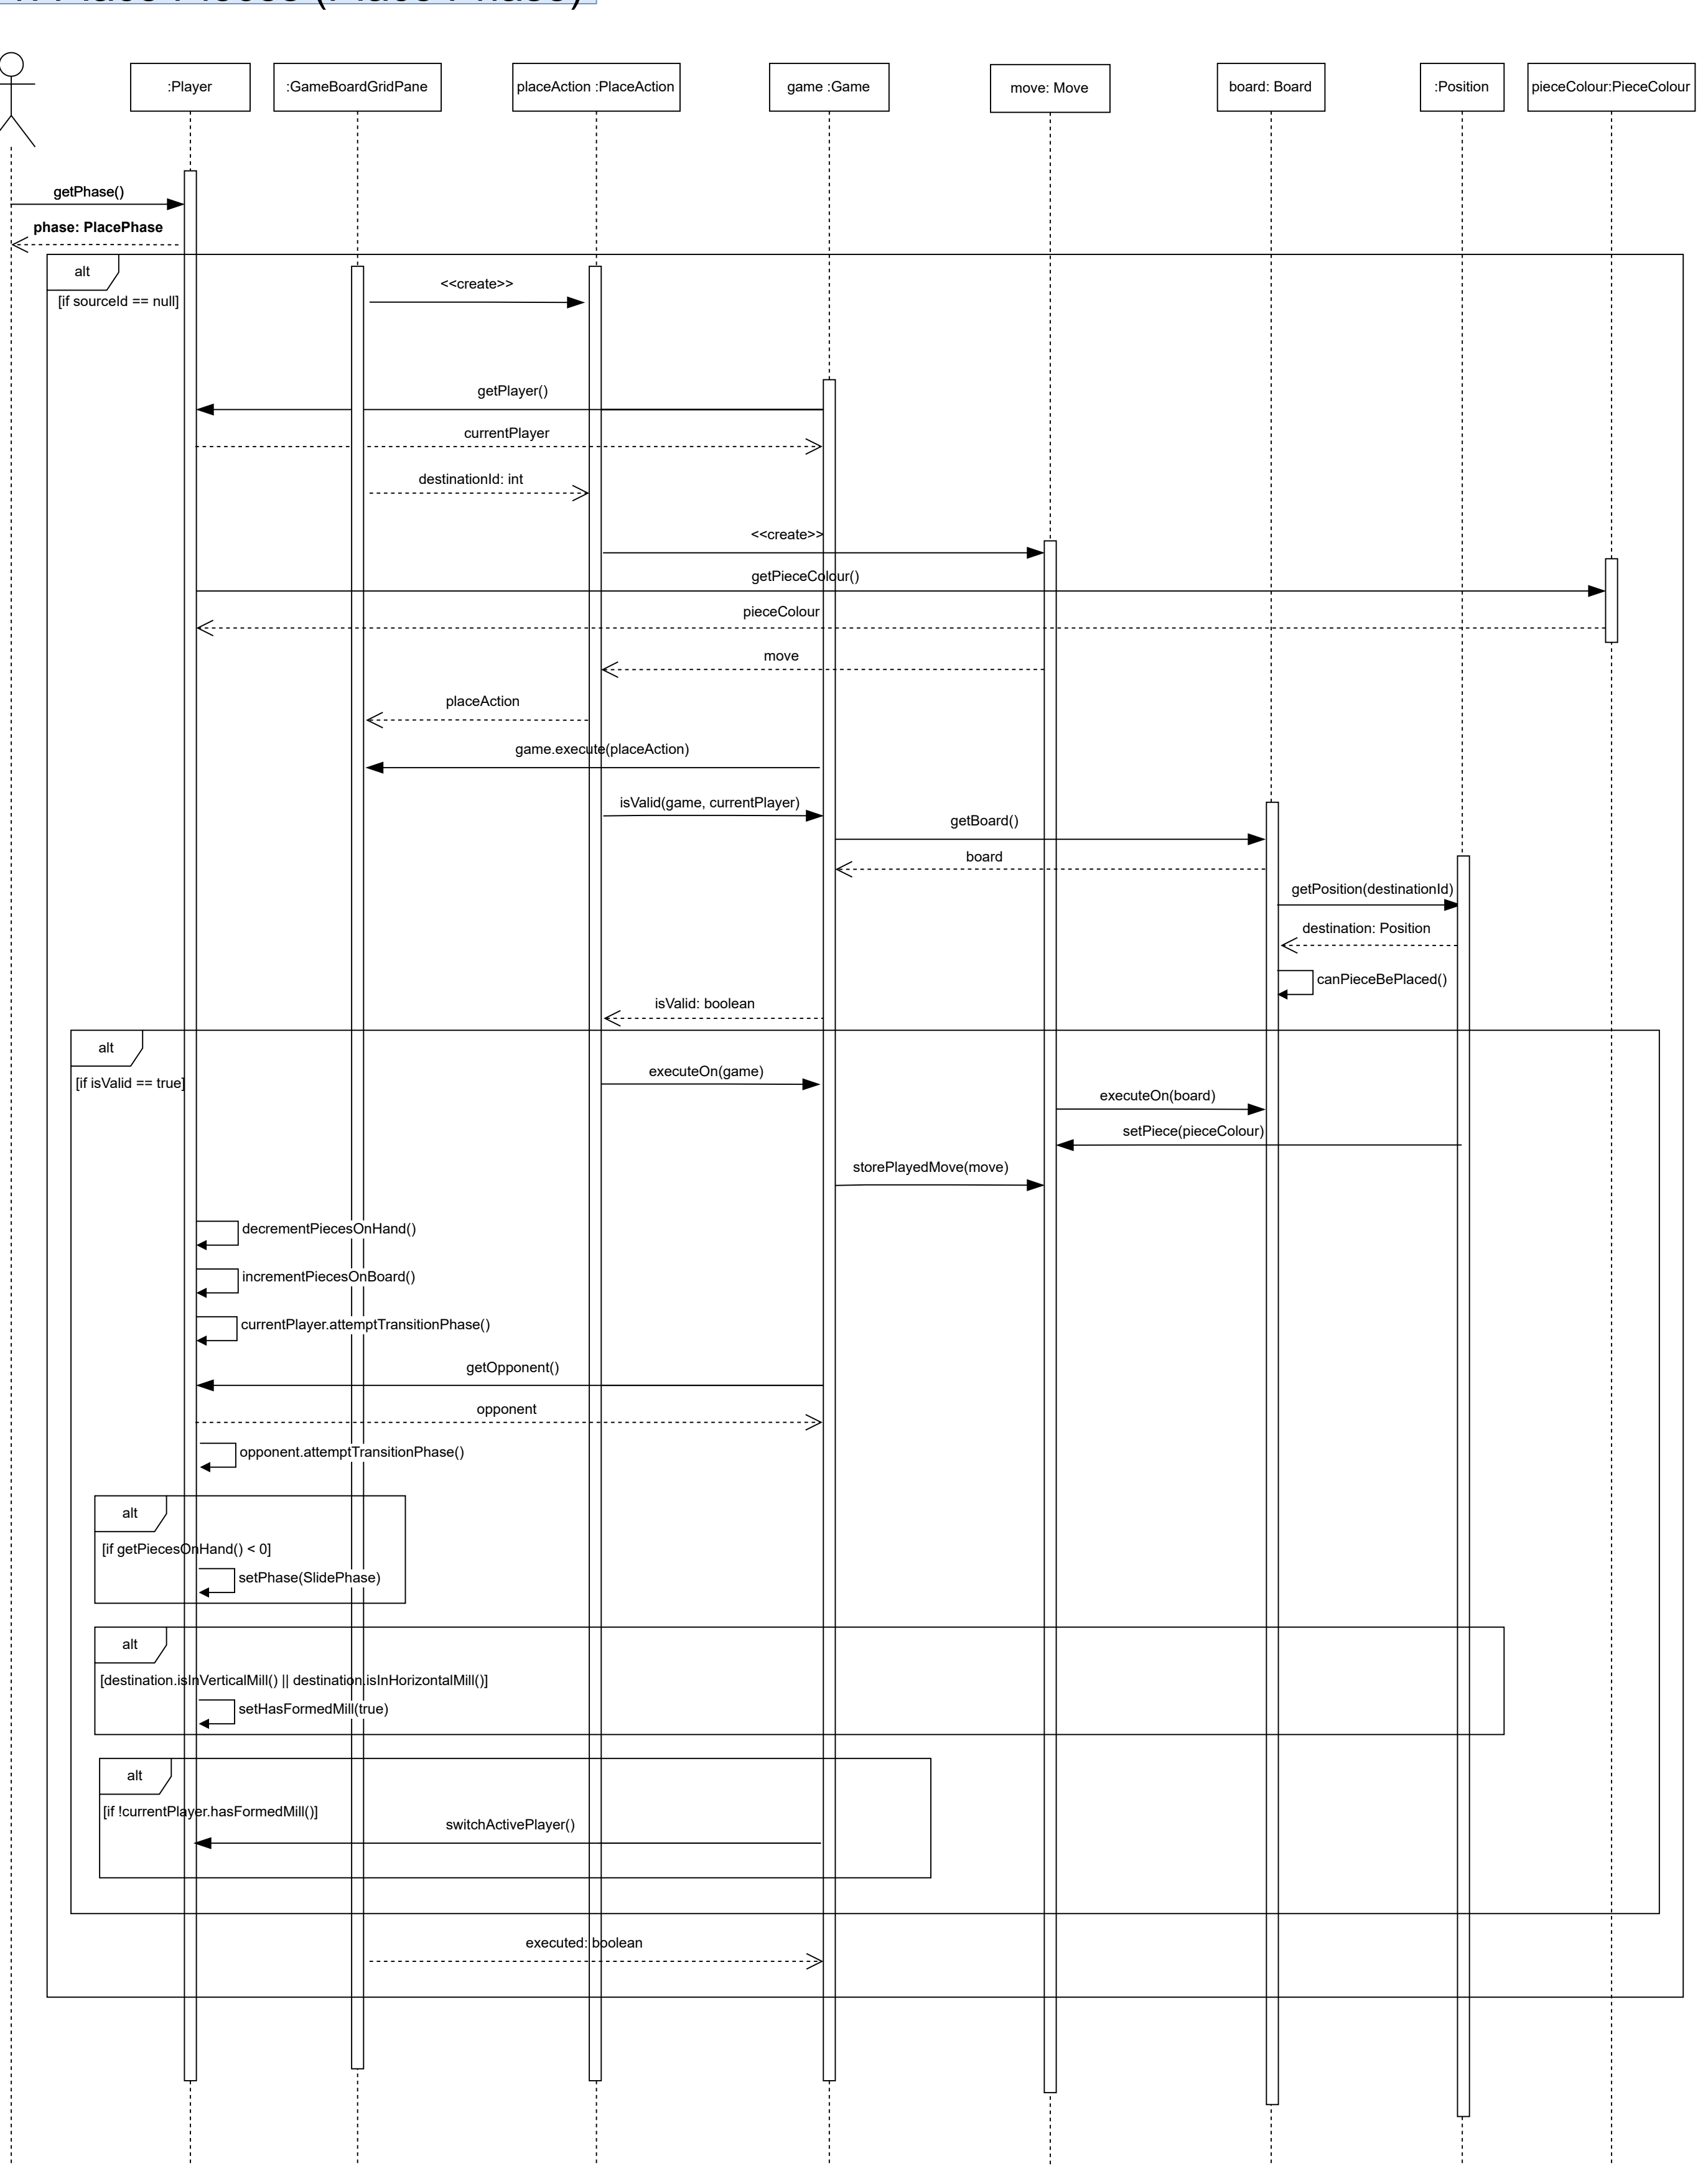 Place Pieces (Place Phase)
:Player
:GameBoardGridPane
placeAction :PlaceAction
game :Game
move: Move
board: Board
:Position
pieceColour:PieceColour
getPhase()
phase: PlacePhase
alt
[if sourceId == null]
<<create>>
getPlayer()
currentPlayer
destinationId: int
<<create>>
getPieceColour()
pieceColour
move
placeAction
game.execute(placeAction)
isValid(game, currentPlayer)
getBoard()
board
getPosition(destinationId)
destination: Position
canPieceBePlaced()
isValid: boolean
alt
[if isValid == true]
executeOn(game)
executeOn(board)
setPiece(pieceColour)
storePlayedMove(move)
decrementPiecesOnHand()
incrementPiecesOnBoard()
currentPlayer.attemptTransitionPhase()
getOpponent()
opponent
opponent.attemptTransitionPhase()
alt
[if getPiecesOnHand() < 0]
setPhase(SlidePhase)
alt
[destination.isInVerticalMill() || destination.isInHorizontalMill()]
setHasFormedMill(true)
alt
[if !currentPlayer.hasFormedMill()]
switchActivePlayer()
executed: boolean